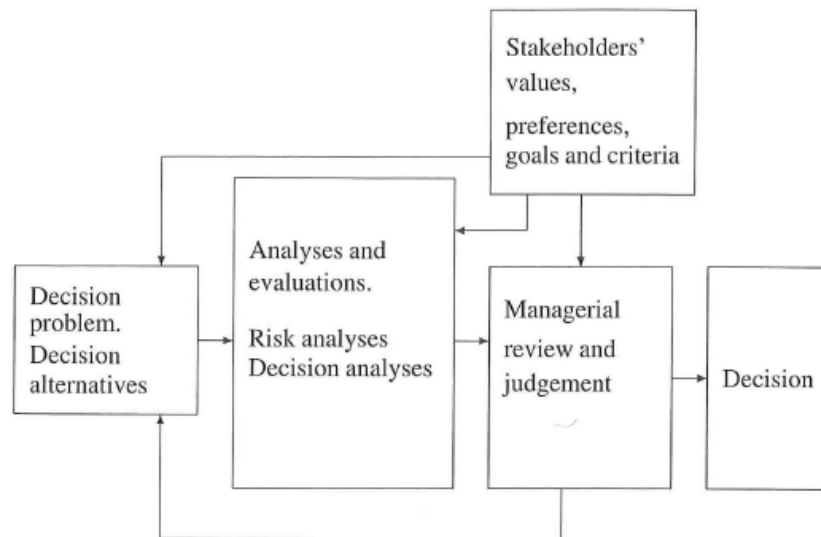 Stakeholders'
values,
preferences,
goals and criteria
Decision
problem.
Decision
alternatives
Analyses and
evaluations.
Risk analyses
Decision analyses
Managerial
review and
judgement
Decision